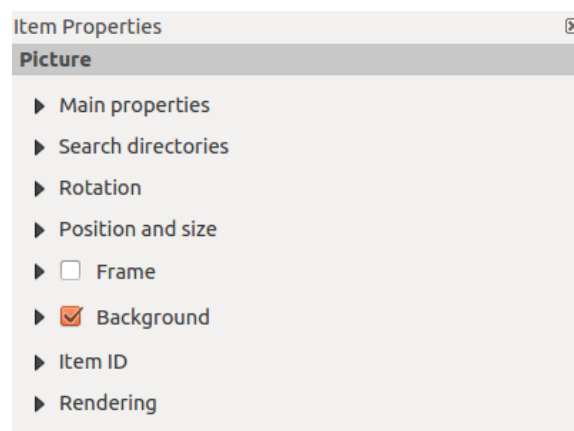 Item Properties
Picture
Main properties
Search directories
Rotation
Position and size
Frame
Background
Item ID
Rendering